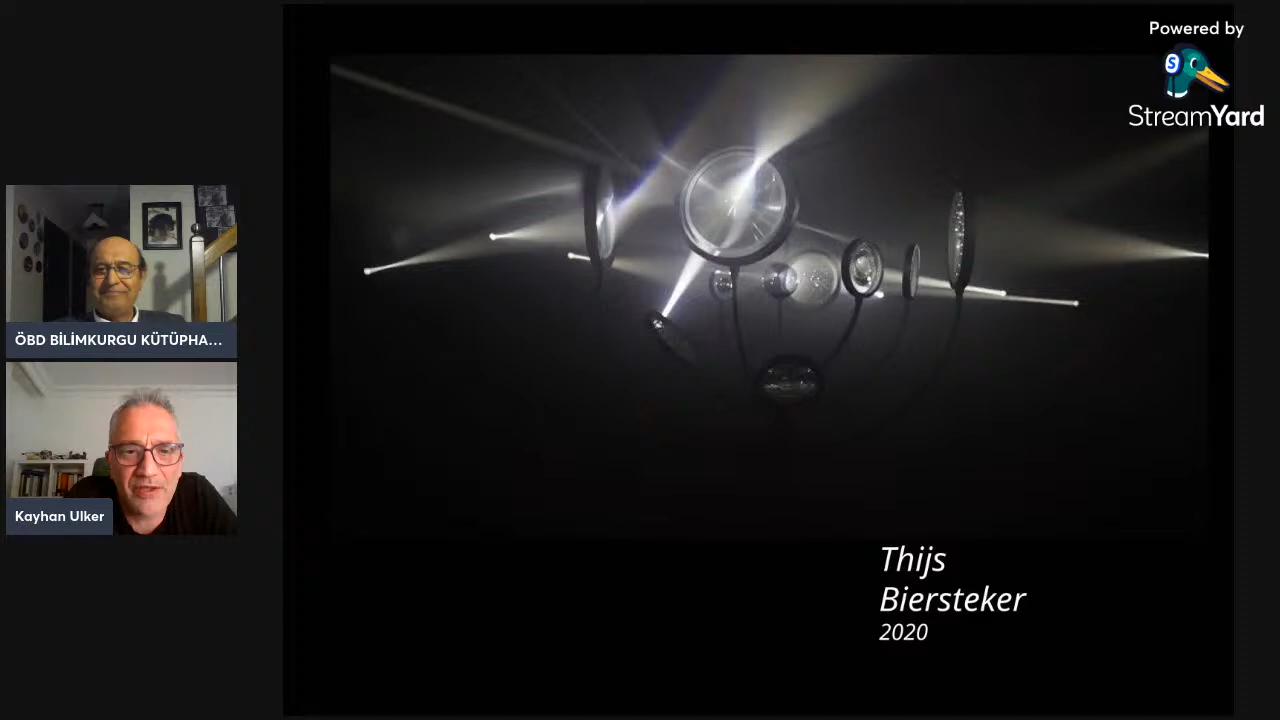 Powered by
S
StreamYard
ÖBD BİLİMKURGU KÜTÜPHA...
Kayhan Ulker
Thijs
Biersteker
2020